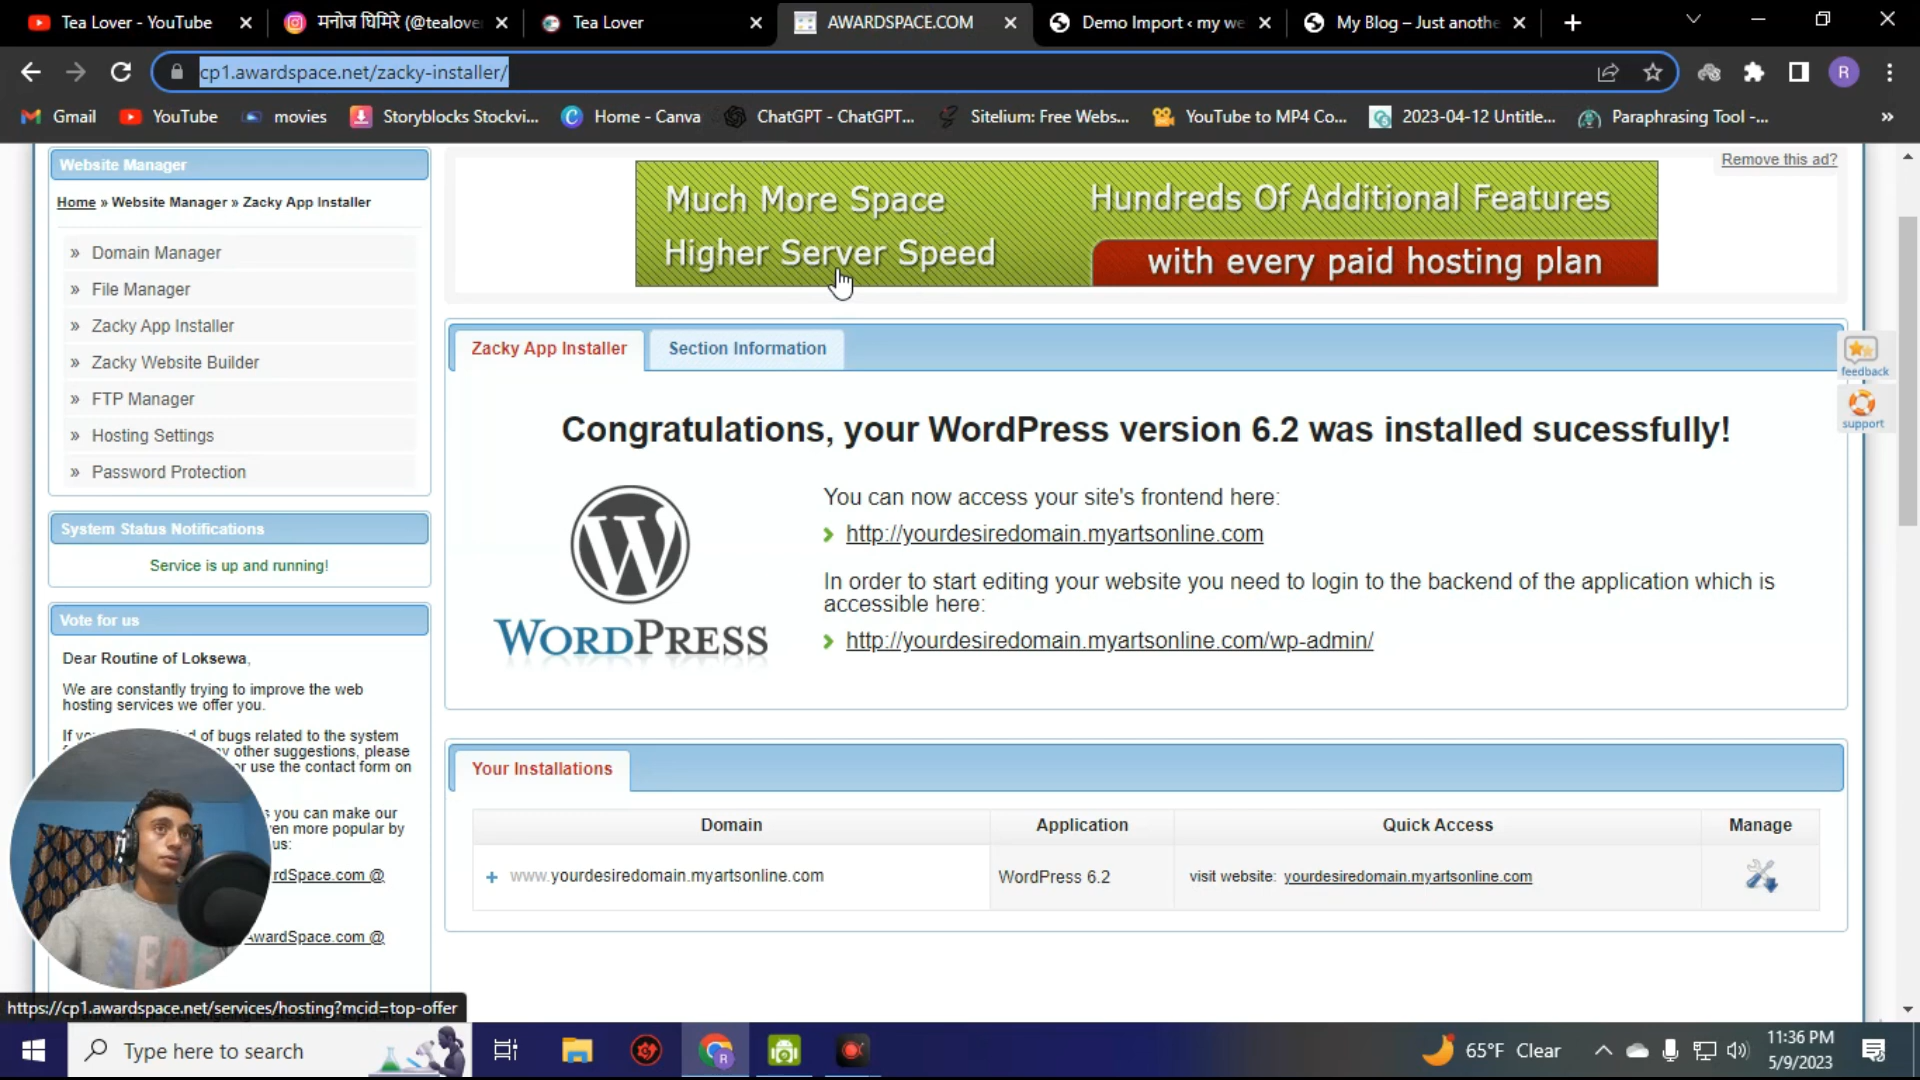 Tea Lover - YouTube
मनोज घिमिरे (@tealove
Tea Lover
AWARDSPACE.COM
Demo Import ‹ my we
My Blog – Just anothe
cp1.awardspace.net/zacky-installer/
R
Gmail
YouTube
movies
Storyblocks Stockvi...
Home - Canva
ChatGPT - ChatGPT...
Sitelium: Free Webs...
YouTube to MP4 Co...
2023-04-12 Untitle...
Paraphrasing Tool -...
»
Website Manager
Home » Website Manager » Zacky App Installer
» Domain Manager
» File Manager
» Zacky App Installer
» Zacky Website Builder
» FTP Manager
» Hosting Settings
» Password Protection
System Status Notifications
Service is up and running!
Vote for us
Dear Routine of Loksewa,
We are constantly trying to improve the web
hosting services we offer you.
of bugs related to the system
other suggestions, please
or use the contact form on
you can make our
more popular by
us:
rdSpace.com @
AwardSpace.com @
Remove this ad?
Much More Space
Higher Server Speed
Hundreds Of Additional Features
with every paid hosting plan
Zacky App Installer
Section Information
Congratulations, your WordPress version 6.2 was installed sucessfully!
WORDPRESS
You can now access your site's frontend here:
http://yourdesiredomain.myartsonline.com
In order to start editing your website you need to login to the backend of the application which is
accessible here:
http://yourdesiredomain.myartsonline.com/wp-admin/
feedback
support
Your Installations
Domain Application Quick Access Manage
+ www.yourdesiredomain.myartsonline.com WordPress 6.2 visit website: yourdesiredomain.myartsonline.com
https://cp1.awardspace.net/services/hosting?mcid=top-offer
Type here to search
R
65°F Clear
11:36 PM
5/9/2023